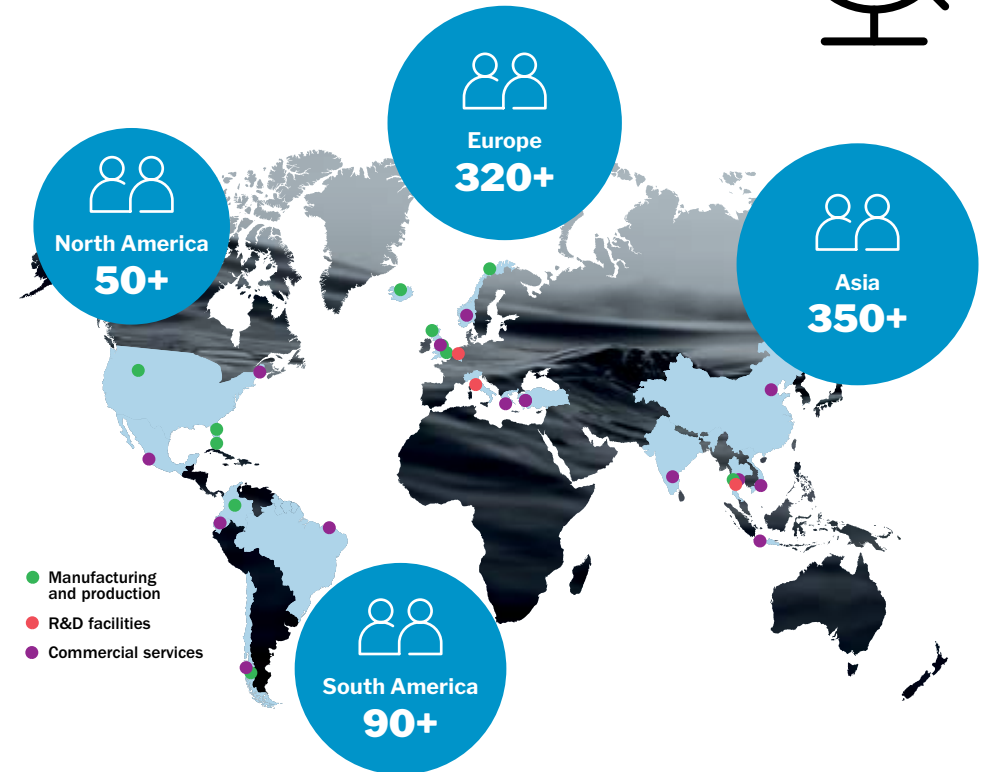 Europe
320+
North America
50+
Asia
350+
Manufacturing
and production
R&D facilities
Commercial services
South America
90+